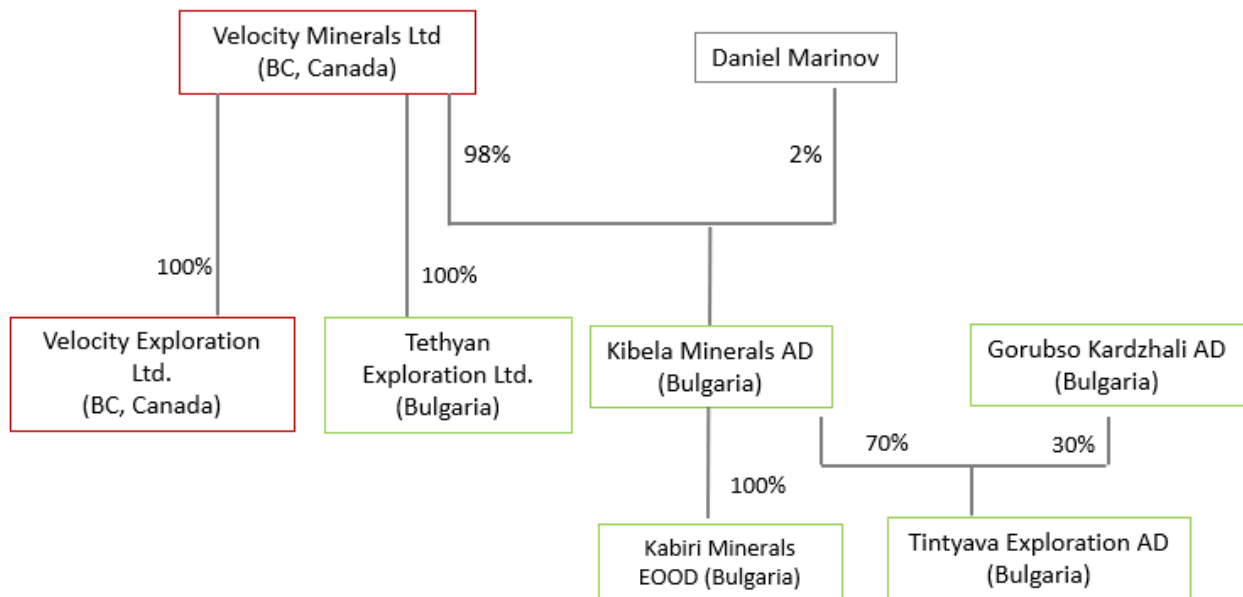 Velocity Minerals Ltd
(BC, Canada)
Daniel Marinov
98%
2%
100%
100%
Velocity Exploration
Ltd.
(BC, Canada)
Tethyan
Exploration Ltd.
(Bulgaria)
Kibela Minerals AD
(Bulgaria)
Gorubso Kardzhali AD
(Bulgaria)
70%
30%
100%
Kabiri Minerals
EOOD (Bulgaria)
Tintyava Exploration AD
(Bulgaria)